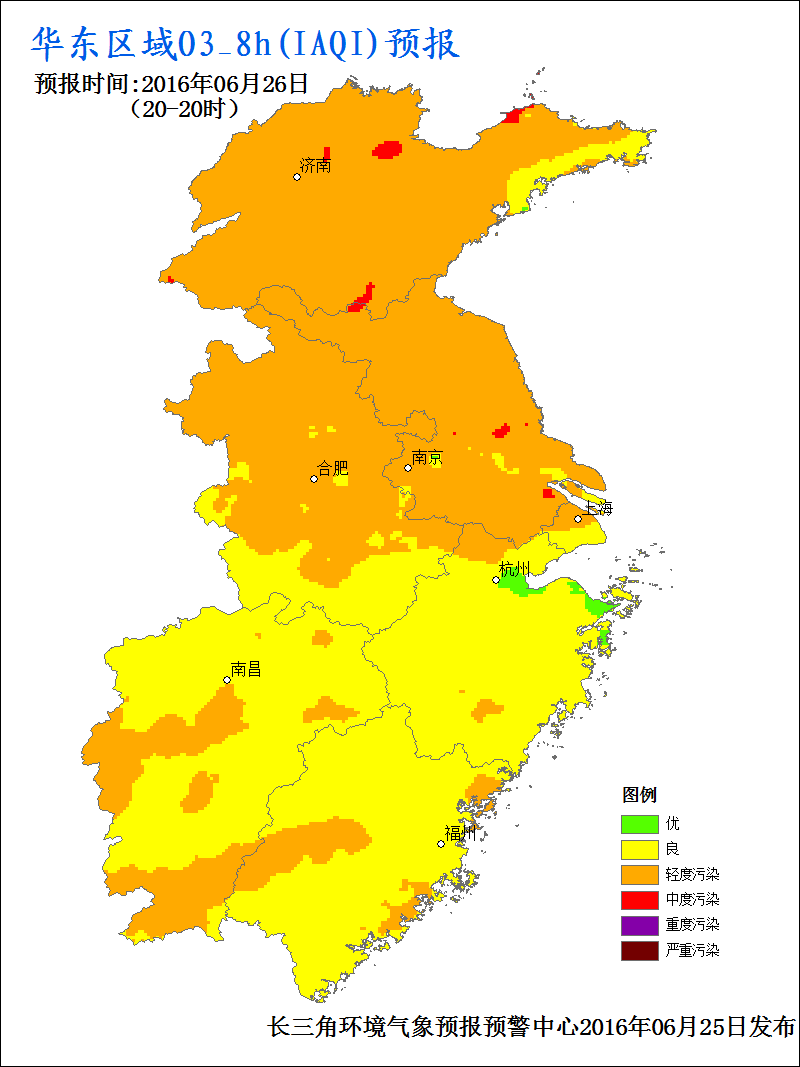 华东区域O3_8h(IAQI)预报
预报时间:2016年06月26日
(20-20时)
济南
南京
合肥
上海
杭州
南昌
福州
图例
优
良
轻度污染
中度污染
重度污染
严重污染
长三角环境气象预报预警中心2016年06月25日发布